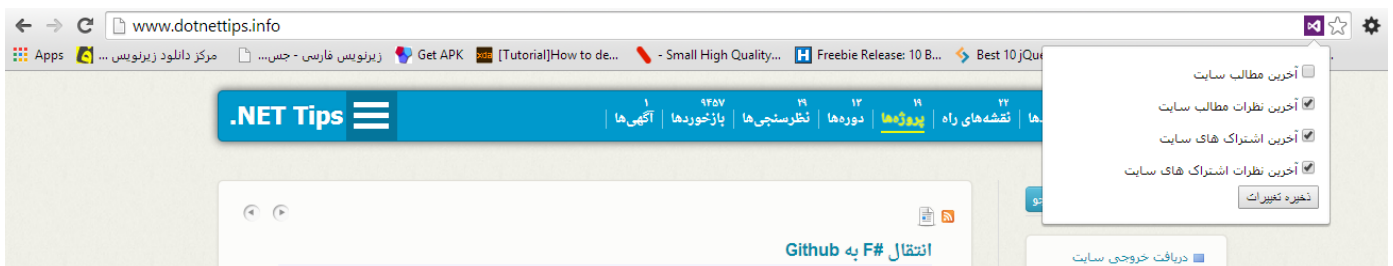 www.dotnettips.info
Apps
مرکز دانلود زیرنویس ...
زیرنویس فارسی - جس...
Get APK
[Tutorial]How to de...
- Small High Quality...
Freebie Release: 10 B...
Best 10 jQue
آخرین مطالب سایت
آخرین نظرات مطالب سایت
آخرین اشتراک های سایت
آخرین نظرات اشتراک های سایت
ذخیره تغییرات
.NET Tips
۲۲ ۱۹ ۱۳ ۲۹ ۹۴۵۷ ۱
دها | نقشه‌های راه | پروژه‌ها | دوره‌ها | نظرسنجی‌ها | بازخوردها | آگهی‌ها |
جو
انتقال #F به Github
دریافت خروجی سایت